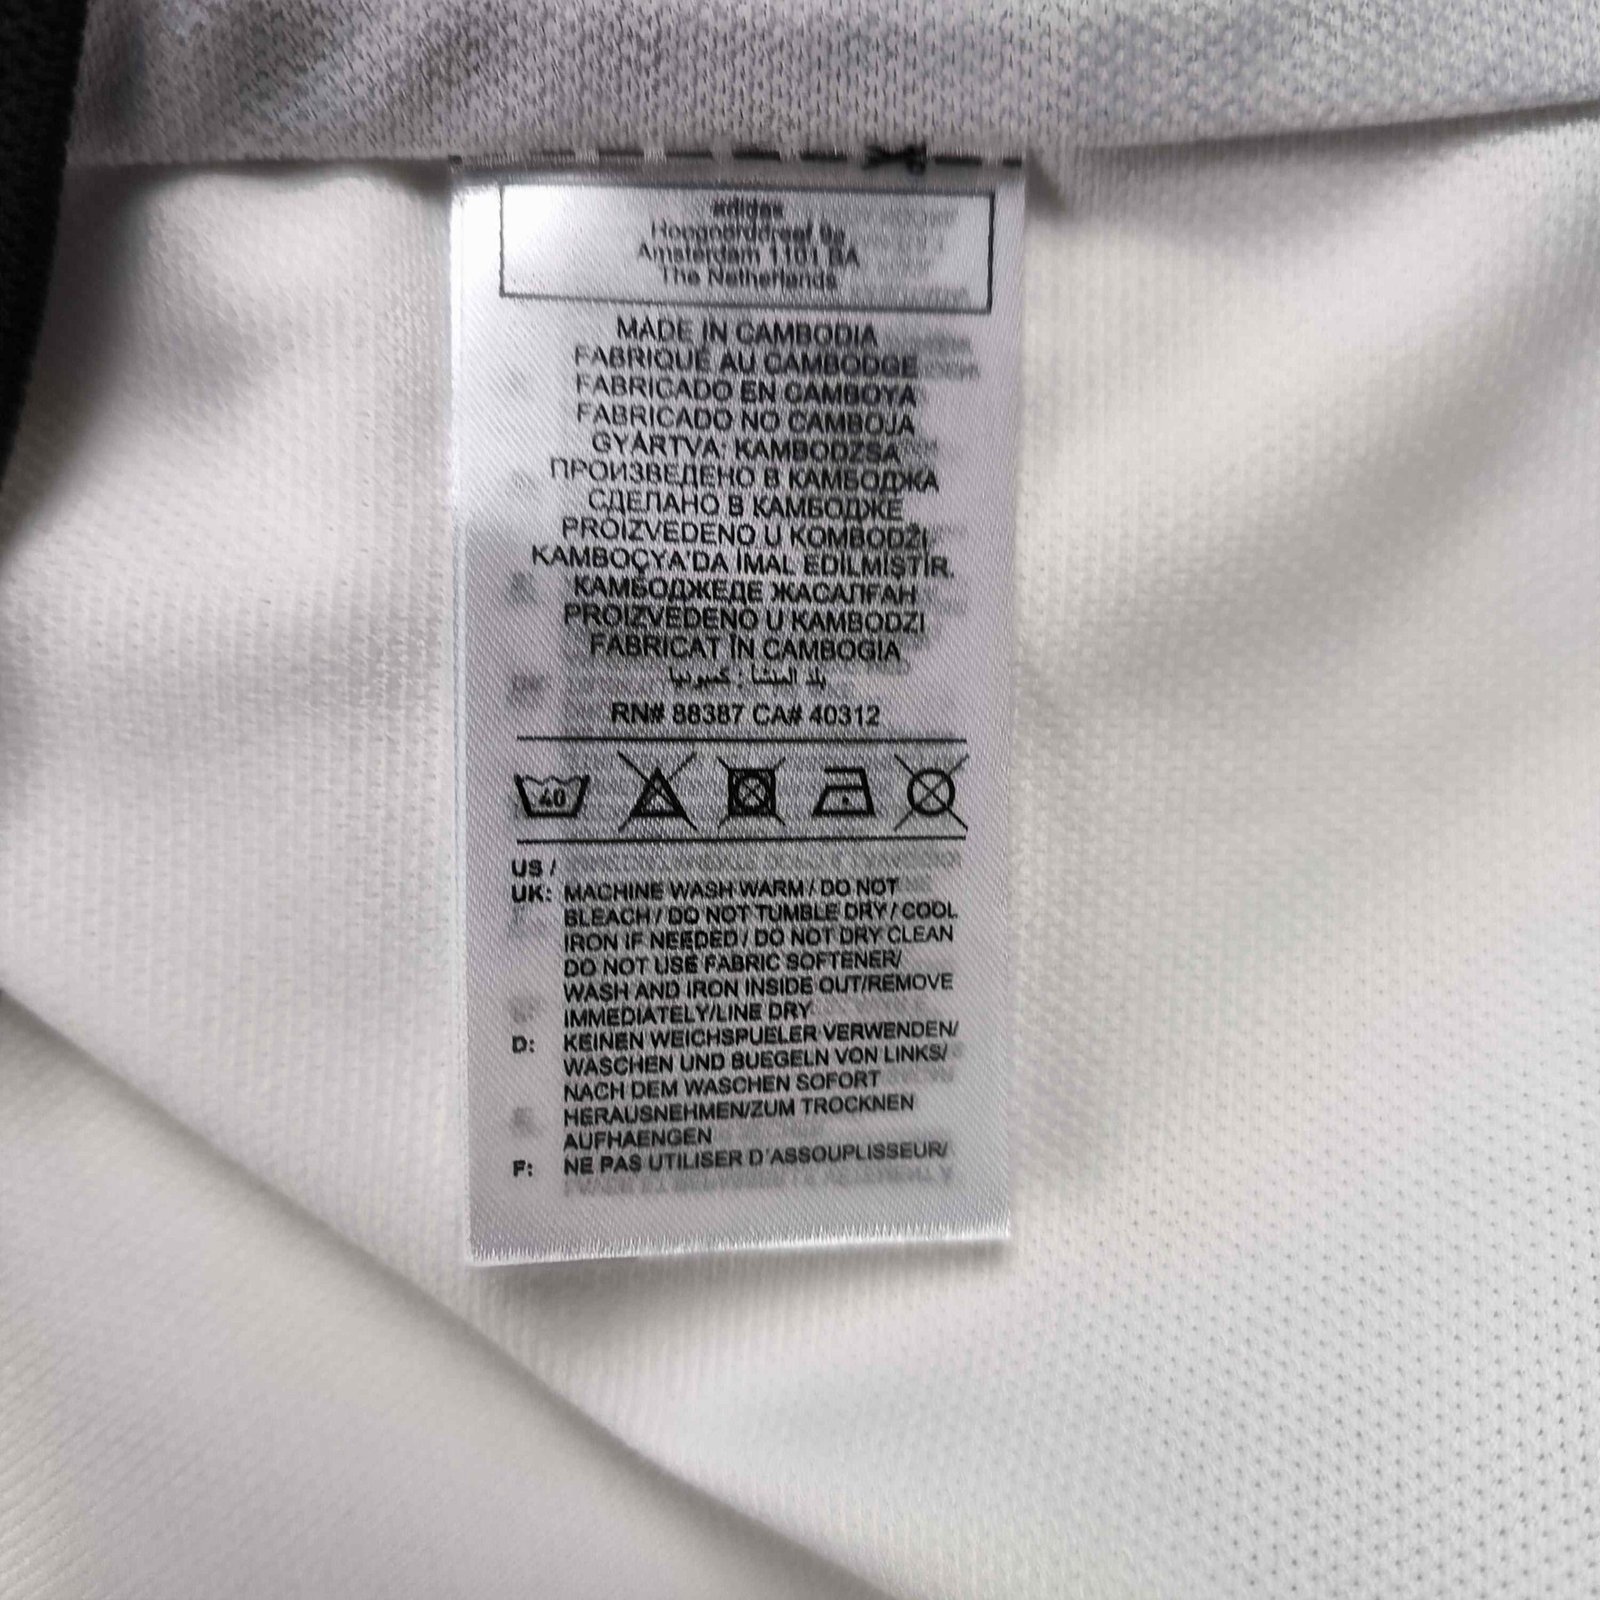 adidas
Hoogoorddreef 9a
Amsterdam 1101 BA
The Netherlands
MADE IN CAMBODIA
FABRIQUÉ AU CAMBODGE
FABRICADO EN CAMBOYA
FABRICADO NO CAMBOJA
GYÁRTVA: KAMBODZSA
ПРОИЗВЕДЕНО В КАМБОДЖА
СДЕЛАНО В КАМБОДЖЕ
PROIZVEDENO U KOMBODŽI
KAMBOÇYA'DA İMAL EDİLMİŞTİR.
КАМБОДЖЕДЕ ЖАСАЛҒАН
PROIZVEDENO U KAMBODZI
FABRICAT ÎN CAMBOGIA
بلد المنشأ : كمبوديا
RN# 88387 CA# 40312
40
US /
UK: MACHINE WASH WARM / DO NOT
BLEACH / DO NOT TUMBLE DRY / COOL
IRON IF NEEDED / DO NOT DRY CLEAN
DO NOT USE FABRIC SOFTENER/
WASH AND IRON INSIDE OUT/REMOVE
IMMEDIATELY/LINE DRY
D: KEINEN WEICHSPUELER VERWENDEN/
WASCHEN UND BUEGELN VON LINKS/
NACH DEM WASCHEN SOFORT
HERAUSNEHMEN/ZUM TROCKNEN
AUFHAENGEN
F: NE PAS UTILISER D'ASSOUPLISSEUR/